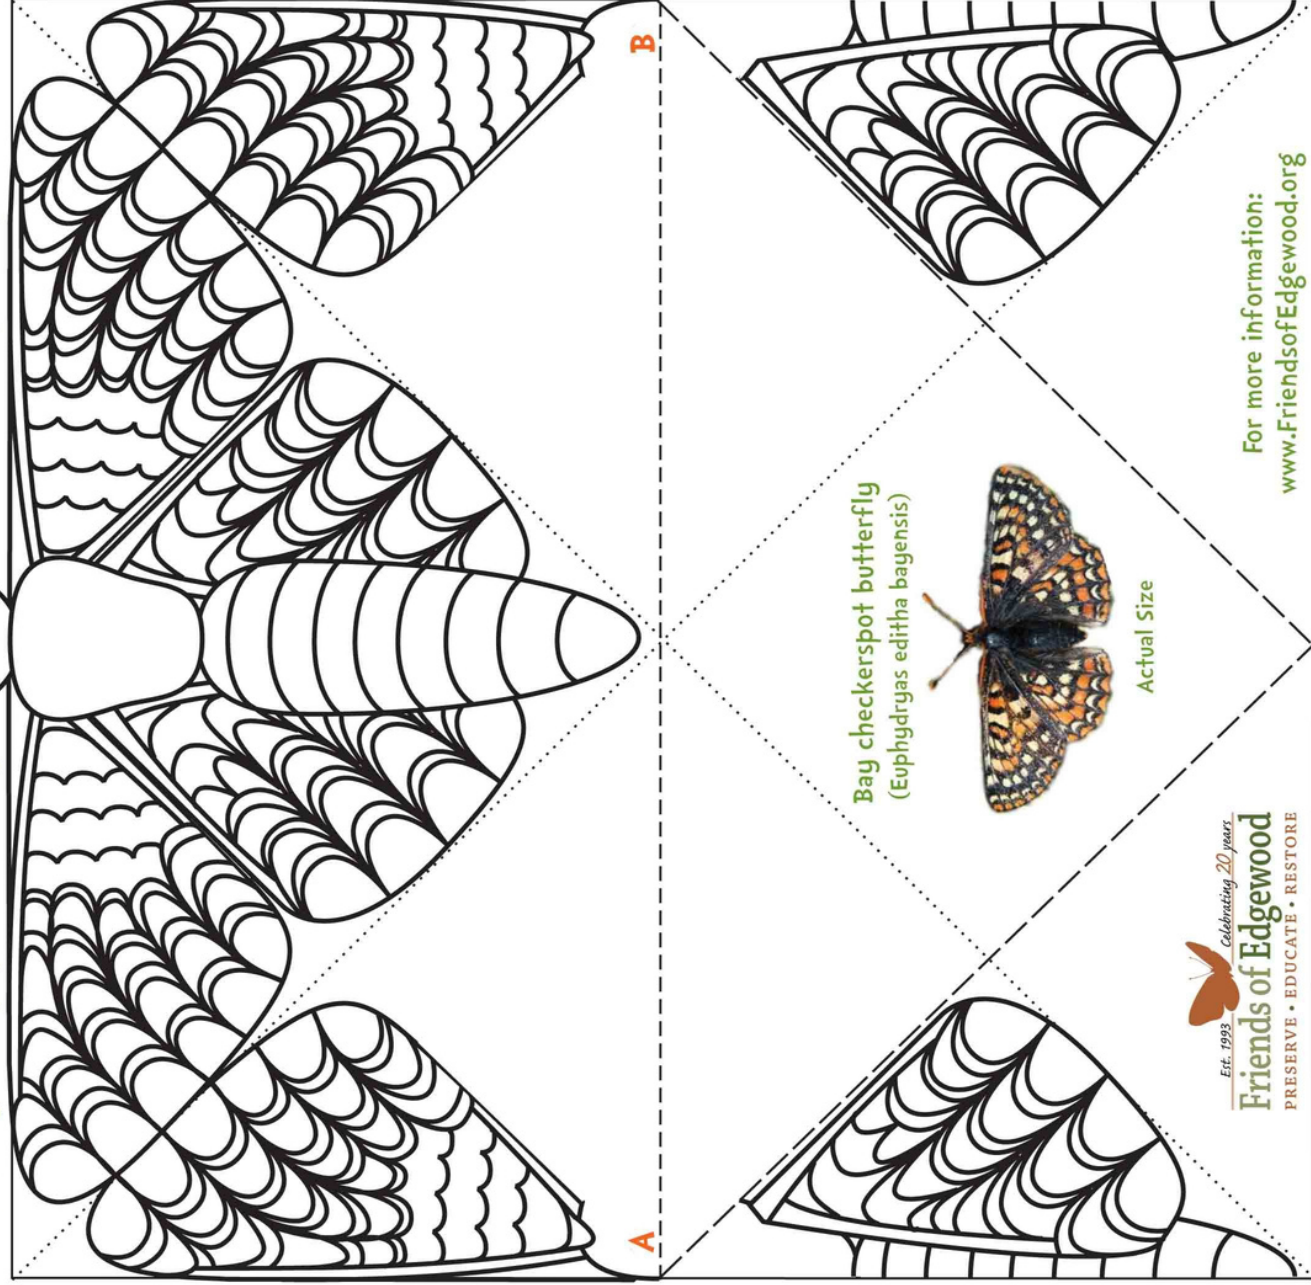 B
A
Bay checkerspot butterfly
(Euphydryas editha bayensis)
Actual Size
For more information:
www.FriendsofEdgewood.org
Est. 1993
Celebrating 20 years
Friends of Edgewood
PRESERVE • EDUCATE • RESTORE